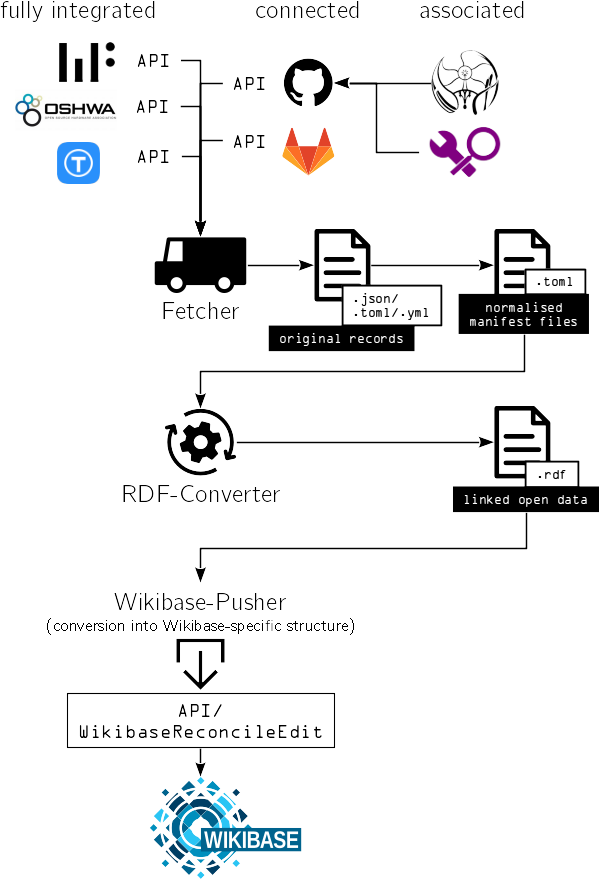 fully integrated
connected
associated
API
API
OSHWA
OPEN SOURCE HARDWARE ASSOCIATION
API
API
API
T
Fetcher
.json/
.toml/.yml
original records
.toml
normalised
manifest files
RDF-Converter
.rdf
linked open data
Wikibase-Pusher
(conversion into Wikibase-specific structure)
API/
WikibaseReconcileEdit
WIKIBASE